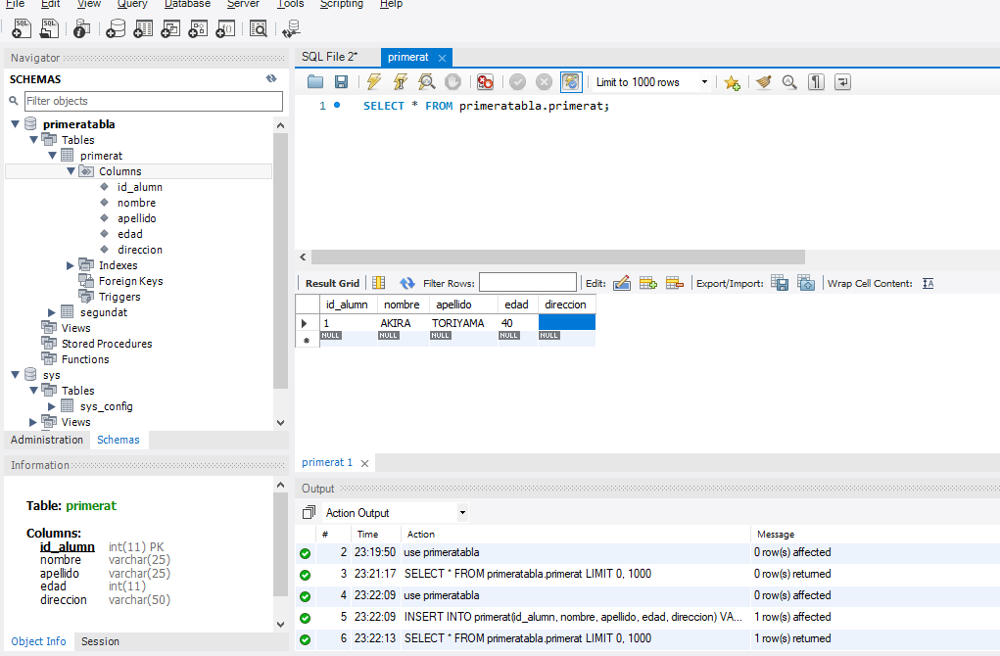 File Edit View Query Database Server Tools Scripting Help
SQL SQL
Navigator
SCHEMAS
Filter objects
primeratabla
Tables
primerat
Columns
id_alumn
nombre
apellido
edad
direccion
Indexes
Foreign Keys
Triggers
segundat
Views
Stored Procedures
Functions
sys
Tables
sys_config
Views
Administration Schemas
Information
Table: primerat
Columns:
id_alumn int(11) PK
nombre varchar(25)
apellido varchar(25)
edad int(11)
direccion varchar(50)
Object Info Session
SQL File 2* primerat
Limit to 1000 rows
1 SELECT * FROM primeratabla.primerat;
Result Grid Filter Rows: Edit: Export/Import: Wrap Cell Content: IA
id_alumn nombre apellido edad direccion
1 AKIRA TORIYAMA 40
NULL NULL NULL NULL NULL
primerat 1
Output
Action Output
# Time Action Message
2 23:19:50 use primeratabla 0 row(s) affected
3 23:21:17 SELECT * FROM primeratabla.primerat LIMIT 0, 1000 0 row(s) returned
4 23:22:09 use primeratabla 0 row(s) affected
5 23:22:09 INSERT INTO primerat(id_alumn, nombre, apellido, edad, direccion) VA... 1 row(s) affected
6 23:22:13 SELECT * FROM primeratabla.primerat LIMIT 0, 1000 1 row(s) returned